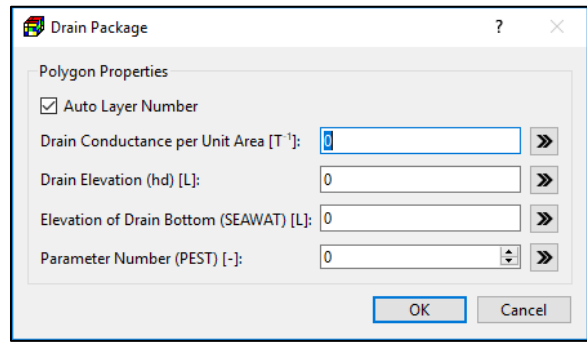 Drain Package ?
Polygon Properties
Auto Layer Number
Drain Conductance per Unit Area [T⁻¹]: 0
Drain Elevation (hd) [L]: 0
Elevation of Drain Bottom (SEAWAT) [L]: 0
Parameter Number (PEST) [-]: 0
OK Cancel